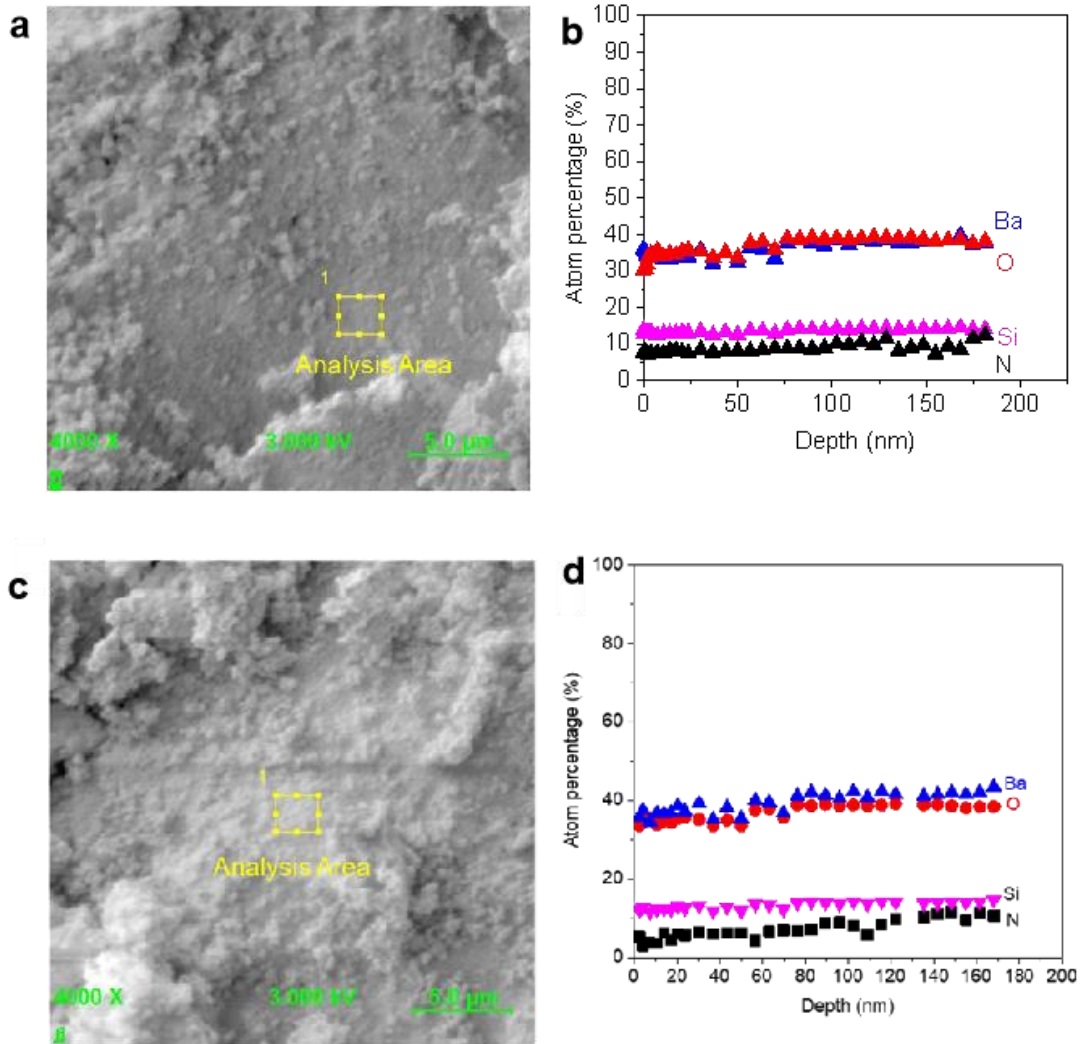 a
1
Analysis Area
4000 X 3.000 kV 5.0 µm
b
100
90
80
70
60
50
40
30
20
10
0
Atom percentage (%)
Ba
O
Si
N
0 50 100 150 200
Depth (nm)
c
1
Analysis Area
4000 X 3.000 kV 5.0 µm
d
100
80
60
40
20
0
Atom percentage (%)
Ba
O
Si
N
0 20 40 60 80 100 120 140 160 180 200
Depth (nm)